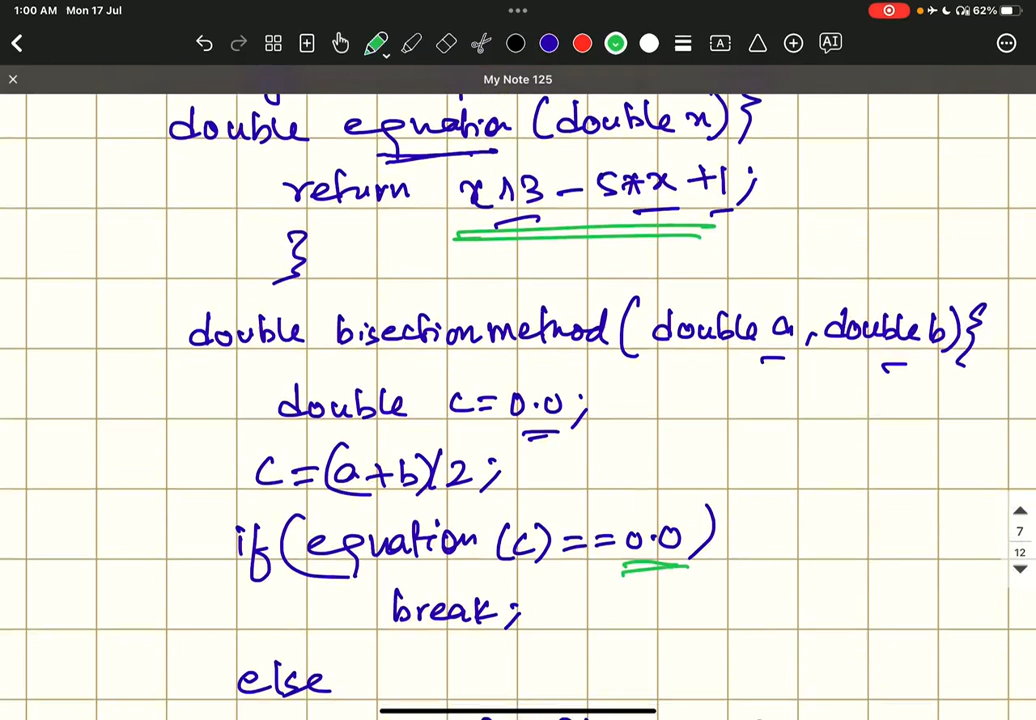 1:00 AM Mon 17 Jul
62%
A
AI
My Note 125
double equation (double x) }
return x^3 - 5*x +1;
}
double bisectionmethod( double a, double b){
double c=0.0;
c=(a+b)/2;
if (equation (c) == 0.0)
break;
else
7
12